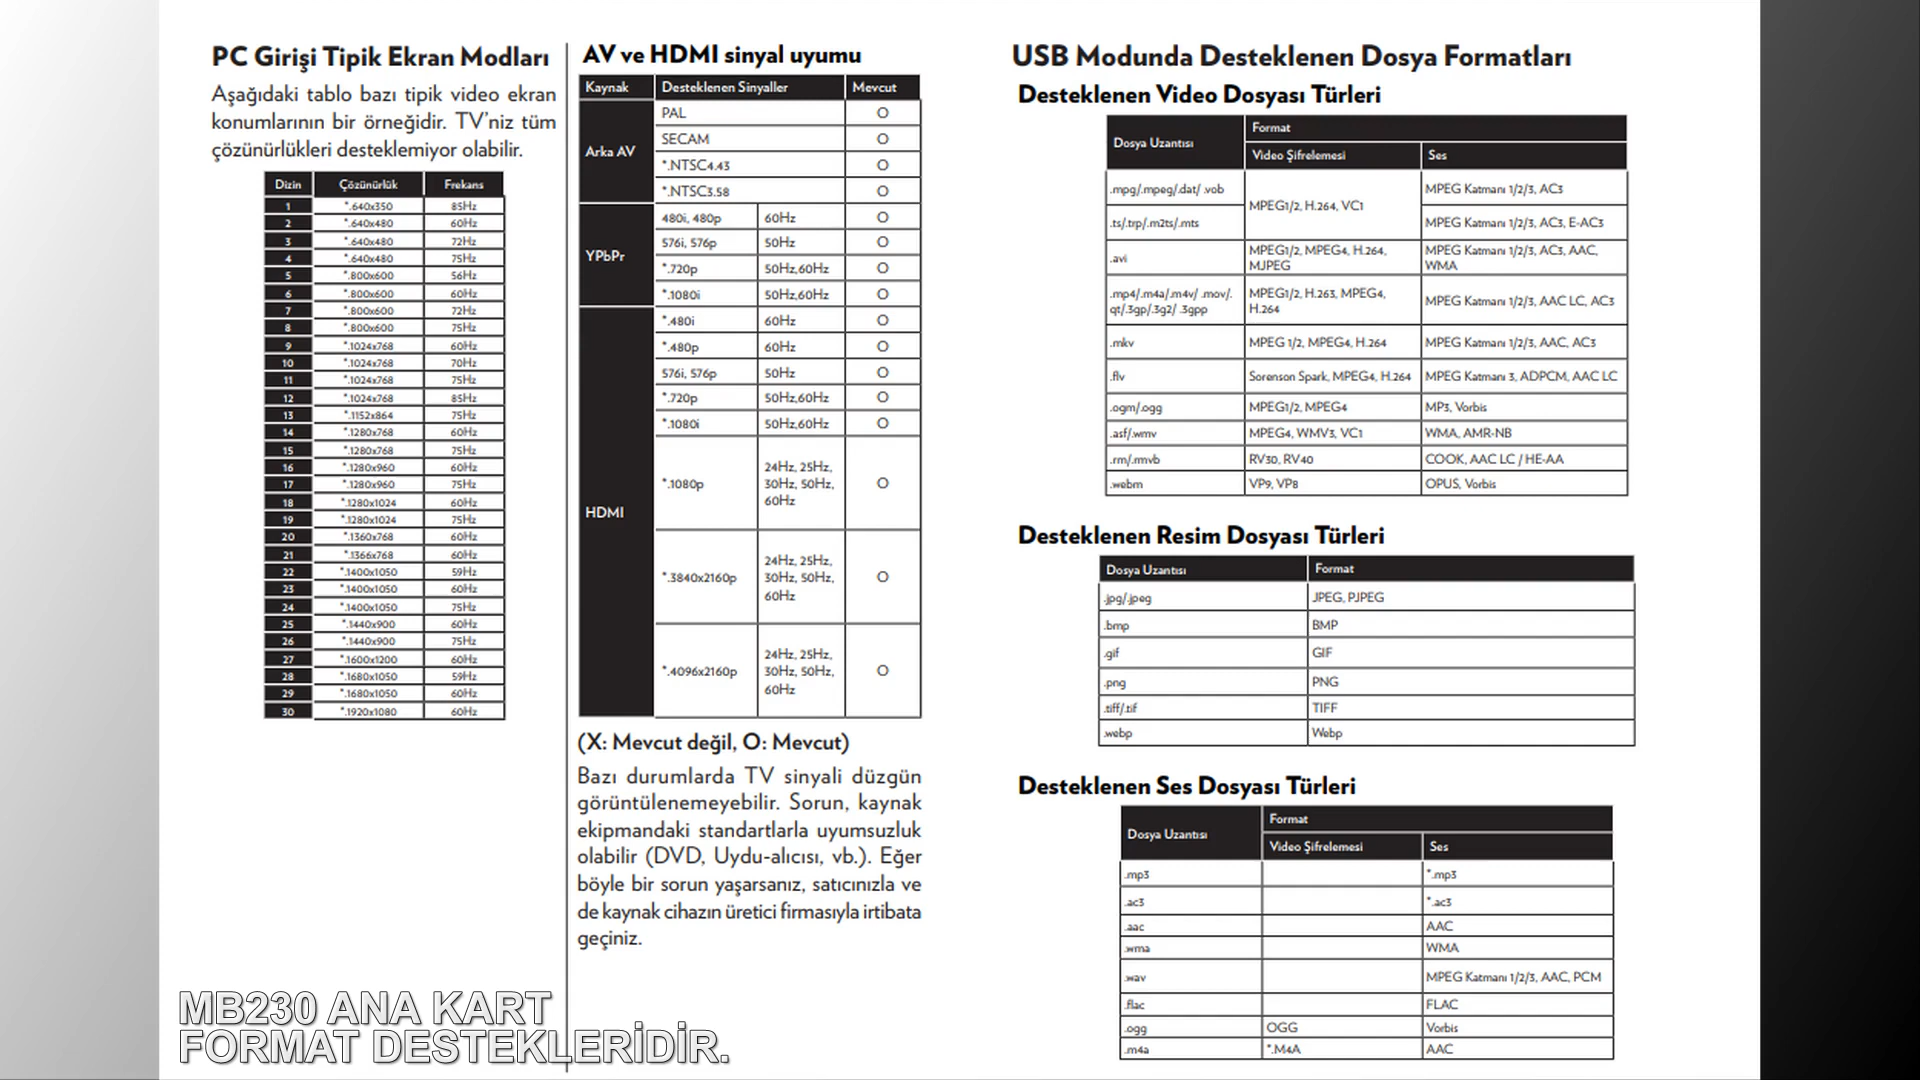 PC Girişi Tipik Ekran Modları
Aşağıdaki tablo bazı tipik video ekran
konumlarının bir örneğidir. TV'niz tüm
çözünürlükleri desteklemiyor olabilir.
Dizin Çözünürlük Frekans
1 *.640x350 85Hz
2 *.640x480 60Hz
3 *.640x480 72Hz
4 *.640x480 75Hz
5 *.800x600 56Hz
6 *.800x600 60Hz
7 *.800x600 72Hz
8 *.800x600 75Hz
9 *.1024x768 60Hz
10 *.1024x768 70Hz
11 *.1024x768 75Hz
12 *.1024x768 85Hz
13 *.1152x864 75Hz
14 *.1280x768 60Hz
15 *.1280x768 75Hz
16 *.1280x960 60Hz
17 *.1280x960 75Hz
18 *.1280x1024 60Hz
19 *.1280x1024 75Hz
20 *.1360x768 60Hz
21 *.1366x768 60Hz
22 *.1400x1050 59Hz
23 *.1400x1050 60Hz
24 *.1400x1050 75Hz
25 *.1440x900 60Hz
26 *.1440x900 75Hz
27 *.1600x1200 60Hz
28 *.1680x1050 59Hz
29 *.1680x1050 60Hz
30 *.1920x1080 60Hz
AV ve HDMI sinyal uyumu
Kaynak Desteklenen Sinyaller Mevcut
Arka AV
PAL O
SECAM O
*.NTSC4.43 O
*.NTSC3.58 O
YPbPr
480i, 480p 60Hz O
576i, 576p 50Hz O
*.720p 50Hz,60Hz O
*.1080i 50Hz,60Hz O
HDMI
*.480i 60Hz O
*.480p 60Hz O
576i, 576p 50Hz O
*.720p 50Hz,60Hz O
*.1080i 50Hz,60Hz O
*.1080p 24Hz, 25Hz,
30Hz, 50Hz,
60Hz O
*.3840x2160p 24Hz, 25Hz,
30Hz, 50Hz,
60Hz O
*.4096x2160p 24Hz, 25Hz,
30Hz, 50Hz,
60Hz O
(X: Mevcut değil, O: Mevcut)
Bazı durumlarda TV sinyali düzgün
görüntülenemeyebilir. Sorun, kaynak
ekipmandaki standartlarla uyumsuzluk
olabilir (DVD, Uydu-alıcısı, vb.). Eğer
böyle bir sorun yaşarsanız, satıcınızla ve
de kaynak cihazın üretici firmasıyla irtibata
geçiniz.
USB Modunda Desteklenen Dosya Formatları
Desteklenen Video Dosyası Türleri
Dosya Uzantısı Format
Video Şifrelemesi Ses
.mpg/.mpeg/.dat/ .vob MPEG1/2, H.264, VC1 MPEG Katmanı 1/2/3, AC3
.ts/.trp/.m2ts/.mts MPEG Katmanı 1/2/3, AC3, E-AC3
.avi MPEG1/2, MPEG4, H.264,
MJPEG MPEG Katmanı 1/2/3, AC3, AAC,
WMA
.mp4/.m4a/.m4v/ .mov/.
qt/.3gp/.3g2/ .3gpp MPEG1/2, H.263, MPEG4,
H.264 MPEG Katmanı 1/2/3, AAC LC, AC3
.mkv MPEG 1/2, MPEG4, H.264 MPEG Katmanı 1/2/3, AAC, AC3
.flv Sorenson Spark, MPEG4, H.264 MPEG Katmanı 3, ADPCM, AAC LC
.ogm/.ogg MPEG1/2, MPEG4 MP3, Vorbis
.asf/.wmv MPEG4, WMV3, VC1 WMA, AMR-NB
.rm/.rmvb RV30, RV40 COOK, AAC LC / HE-AA
.webm VP9, VP8 OPUS, Vorbis
Desteklenen Resim Dosyası Türleri
Dosya Uzantısı Format
.jpg/.jpeg JPEG, PJPEG
.bmp BMP
.gif GIF
.png PNG
.tiff/.tif TIFF
.webp Webp
Desteklenen Ses Dosyası Türleri
Dosya Uzantısı Format
Video Şifrelemesi Ses
.mp3 *.mp3
.ac3 *.ac3
.aac AAC
.wma WMA
.wav MPEG Katmanı 1/2/3, AAC, PCM
.flac FLAC
.ogg OGG Vorbis
.m4a *.M4A AAC
MB230 ANA KART
FORMAT DESTEKLERİDİR.